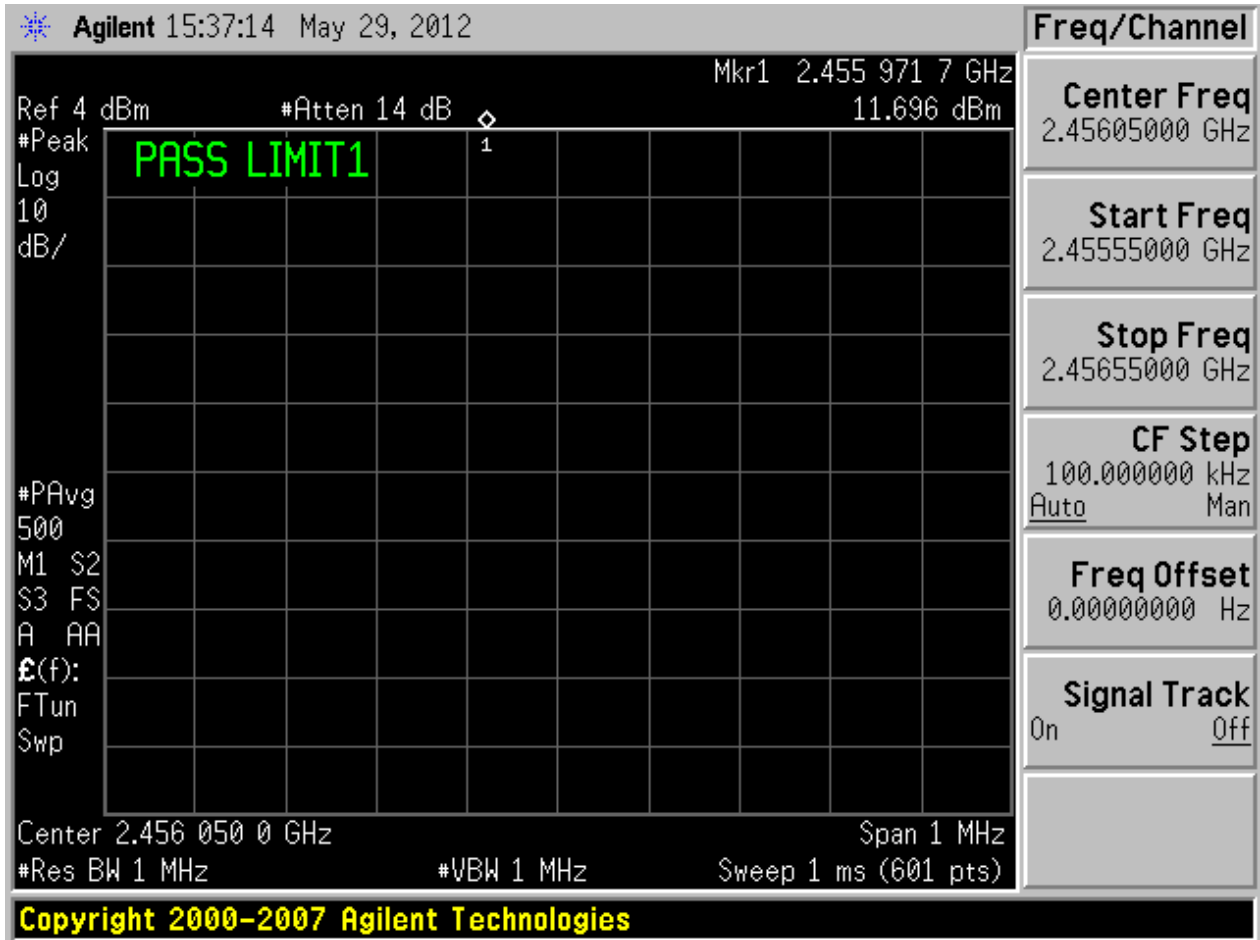 Agilent 15:37:14 May 29, 2012
Freq/Channel
Mkr1 2.455 971 7 GHz
Ref 4 dBm #Atten 14 dB 11.696 dBm
#Peak
Log
10
dB/
PASS LIMIT1
1
#PAvg
500
M1 S2
S3 FS
A AA
£(f):
FTun
Swp
Center 2.456 050 0 GHz Span 1 MHz
#Res BW 1 MHz #VBW 1 MHz Sweep 1 ms (601 pts)
Center Freq
2.45605000 GHz
Start Freq
2.45555000 GHz
Stop Freq
2.45655000 GHz
CF Step
100.000000 kHz
Auto Man
Freq Offset
0.00000000 Hz
Signal Track
On Off
Copyright 2000-2007 Agilent Technologies